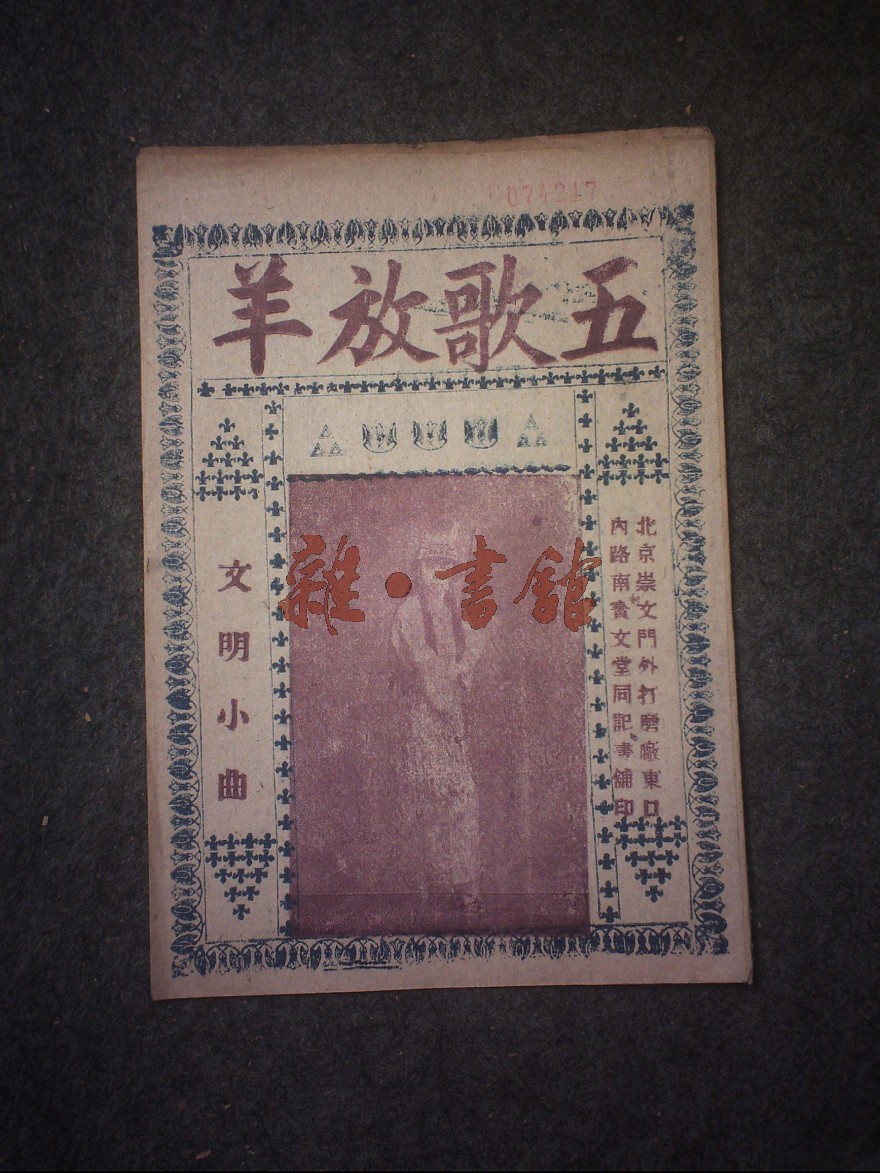 074247
五歌放羊
北京崇文門外打磨廠東口
內路南寶文堂同記書舖印
文明小曲
雜·書館